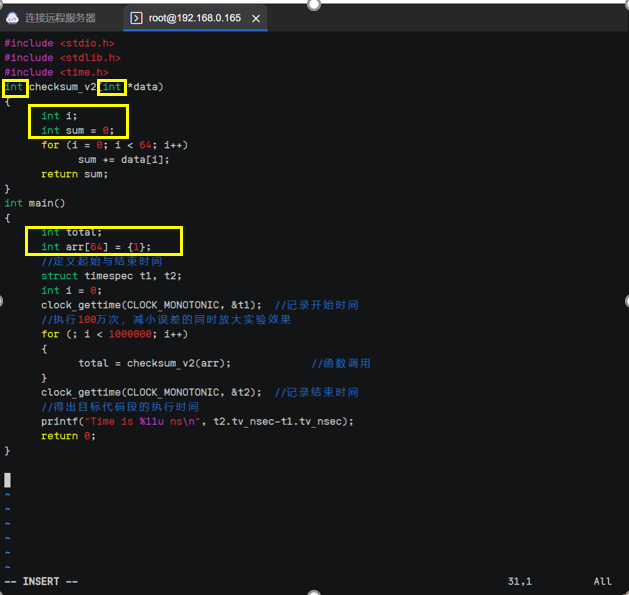 连接远程服务器 root@192.168.0.165 ×
#include <stdio.h>
#include <stdlib.h>
#include <time.h>
int checksum_v2(int *data)
{
int i;
int sum = 0;
for (i = 0; i < 64; i++)
sum += data[i];
return sum;
}
int main()
{
int total;
int arr[64] = {1};
//定义起始与结束时间
struct timespec t1, t2;
int i = 0;
clock_gettime(CLOCK_MONOTONIC, &t1); //记录开始时间
//执行100万次，减小误差的同时放大实验效果
for (; i < 1000000; i++)
{
total = checksum_v2(arr); //函数调用
}
clock_gettime(CLOCK_MONOTONIC, &t2); //记录结束时间
//得出目标代码段的执行时间
printf("Time is %llu ns\n", t2.tv_nsec-t1.tv_nsec);
return 0;
}
~
~
~
~
~
~
-- INSERT -- 31,1 All